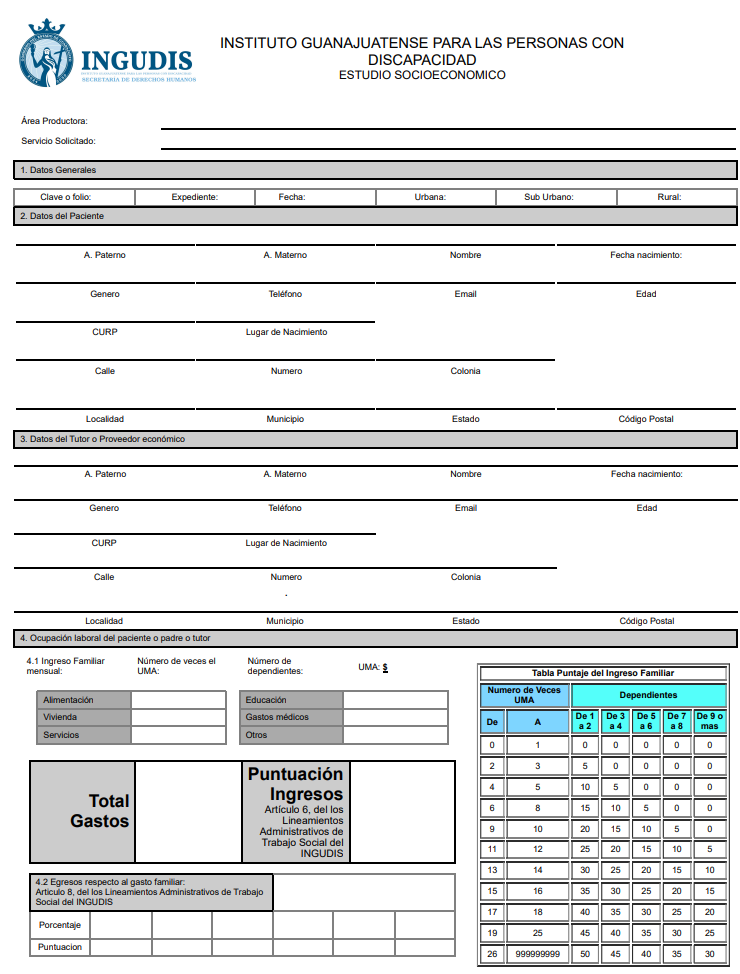 INGUDIS
INSTITUTO GUANAJUATENSE PARA LAS PERSONAS CON DISCAPACIDAD
SECRETARÍA DE DERECHOS HUMANOS
INSTITUTO GUANAJUATENSE PARA LAS PERSONAS CON
DISCAPACIDAD
ESTUDIO SOCIOECONOMICO
Área Productora:
Servicio Solicitado:
1. Datos Generales
Clave o folio: Expediente: Fecha: Urbana: Sub Urbano: Rural:
2. Datos del Paciente
A. Paterno A. Materno Nombre Fecha nacimiento:
Genero Teléfono Email Edad
CURP Lugar de Nacimiento
Calle Numero Colonia
Localidad Municipio Estado Código Postal
3. Datos del Tutor o Proveedor económico
A. Paterno A. Materno Nombre Fecha nacimiento:
Genero Teléfono Email Edad
CURP Lugar de Nacimiento
Calle Numero Colonia
.
Localidad Municipio Estado Código Postal
4. Ocupación laboral del paciente o padre o tutor
4.1 Ingreso Familiar
mensual:
Número de veces el
UMA:
Número de
dependientes:
UMA: $
Alimentación
Vivienda
Servicios
Educación
Gastos médicos
Otros
Total
Gastos
Puntuación
Ingresos
Artículo 6, del los
Lineamientos
Administrativos de
Trabajo Social del
INGUDIS
4.2 Egresos respecto al gasto familiar:
Articulo 8, del los Lineamientos Administrativos de Trabajo
Social del INGUDIS
Porcentaje
Puntuacion
Tabla Puntaje del Ingreso Familiar
Numero de Veces
UMA
Dependientes
De A De 1 a 2 De 3 a 4 De 5 a 6 De 7 a 8 De 9 o mas
0 1 0 0 0 0 0
2 3 5 0 0 0 0
4 5 10 5 0 0 0
6 8 15 10 5 0 0
9 10 20 15 10 5 0
11 12 25 20 15 10 5
13 14 30 25 20 15 10
15 16 35 30 25 20 15
17 18 40 35 30 25 20
19 25 45 40 35 30 25
26 999999999 50 45 40 35 30